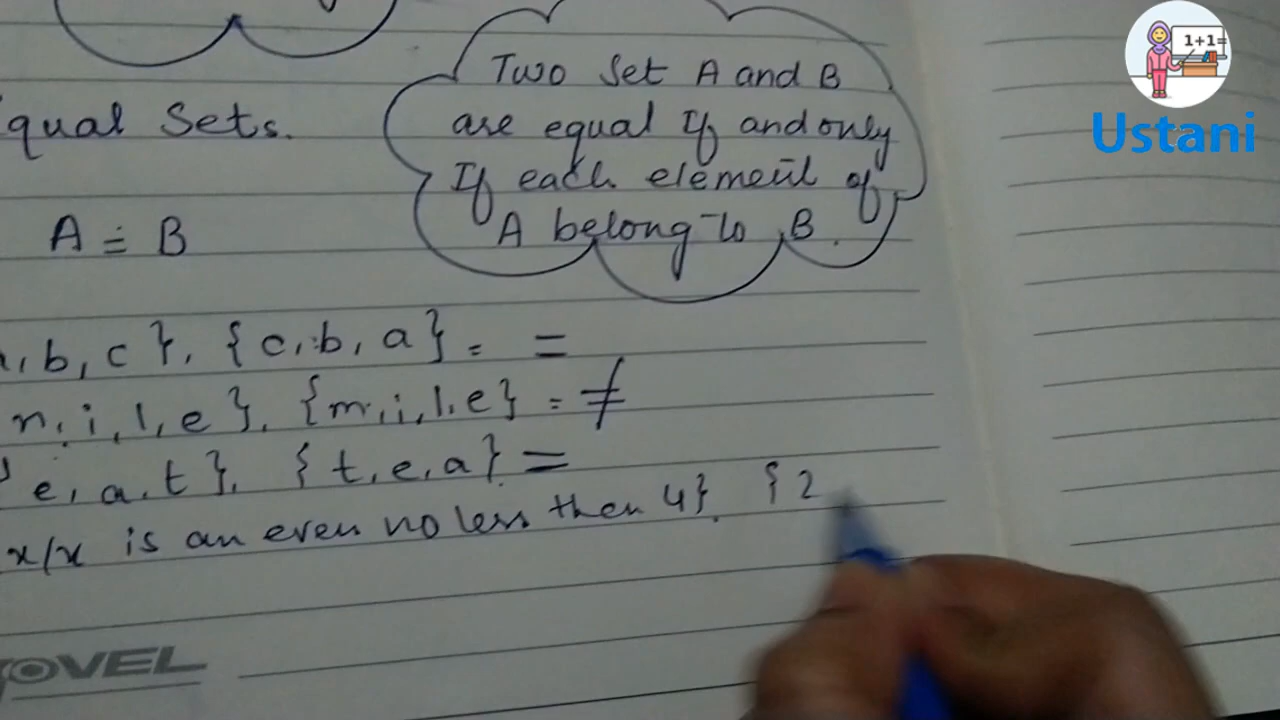 1+1=
Ustani
Two Set A and B
are equal If and only
If each element of
A belong to B.
qual Sets.
A = B
, b, c }, { c, b, a } = =
n, i, l, e }, { m, i, l, e } = ≠
e, a, t }, { t, e, a } =
x/x is an even no less then 4}. { 2
OVEL